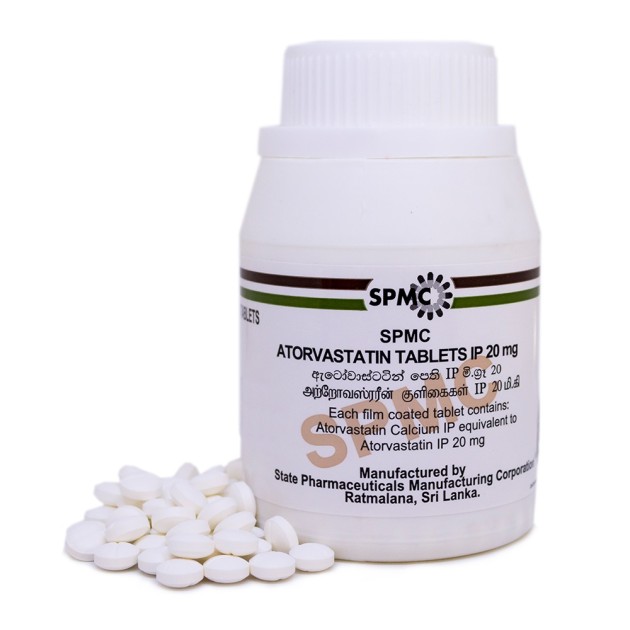 SPMC
TABLETS
SPMC
ATORVASTATIN TABLETS IP 20 mg
ඇටෝවාස්ටටින් පෙති IP මි.ග්‍රෑ 20
அற்றோவஸ்ரரீன் குளிகைகள் IP 20 மி.கி
SPMC
Each film coated tablet contains:
Atorvastatin Calcium IP equivalent to
Atorvastatin IP 20 mg
Manufactured by
State Pharmaceuticals Manufacturing Corporation
Ratmalana, Sri Lanka.